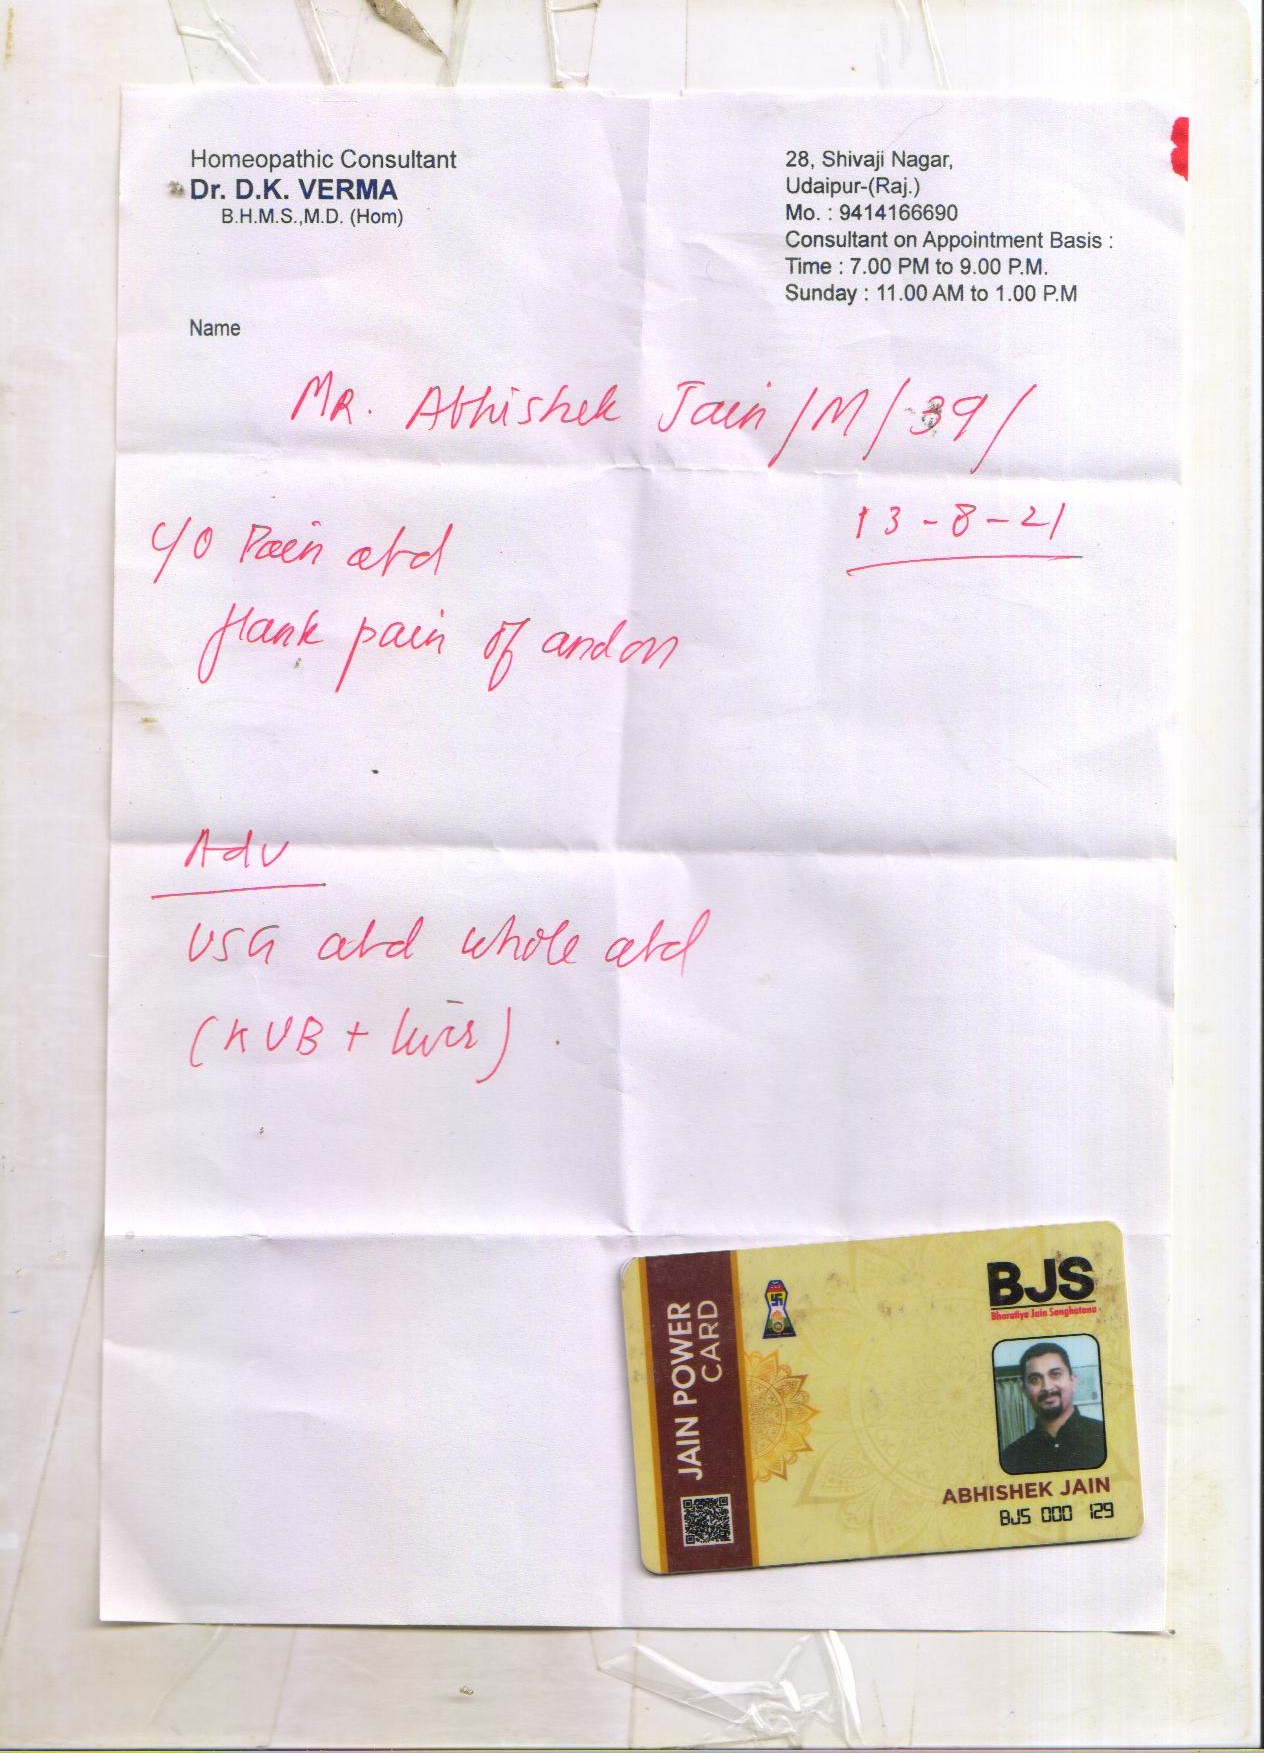 Homeopathic Consultant
Dr. D.K. VERMA
B.H.M.S.,M.D. (Hom)
28, Shivaji Nagar,
Udaipur-(Raj.)
Mo. : 9414166690
Consultant on Appointment Basis :
Time : 7.00 PM to 9.00 P.M.
Sunday : 11.00 AM to 1.00 P.M
Name
MR. Abhishek Jain/M/39/
13-8-21
C/O Pain abd
flank pain of and on
Adv
USG abd whole abd
(KUB + liver)
JAIN POWER
CARD
BJS
Bharatiya Jain Sanghatana
ABHISHEK JAIN
BJS 000 129